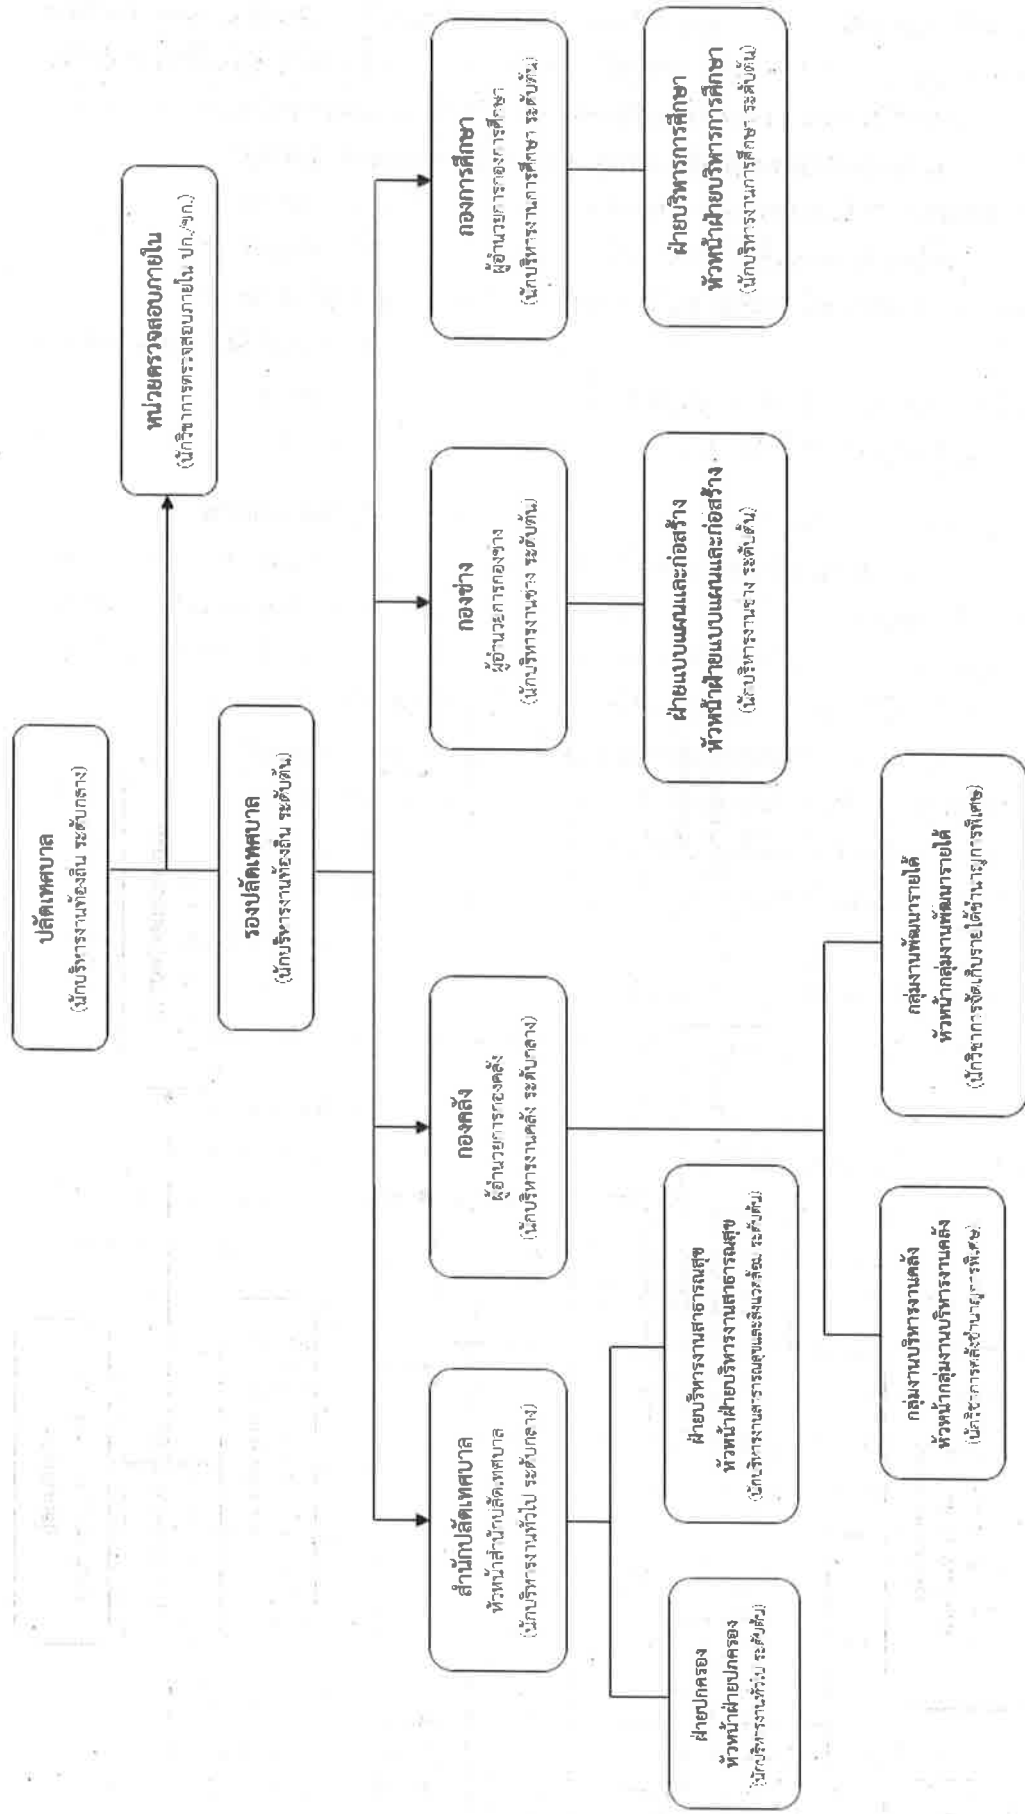 ปลัดเทศบาล
(นักบริหารงานท้องถิ่น ระดับกลาง)
หน่วยตรวจสอบภายใน
(นักวิชาการตรวจสอบภายใน ปก./ชก.)
รองปลัดเทศบาล
(นักบริหารงานท้องถิ่น ระดับต้น)
สำนักปลัดเทศบาล
หัวหน้าสำนักปลัดเทศบาล
(นักบริหารงานทั่วไป ระดับกลาง)
กองคลัง
ผู้อำนวยการกองคลัง
(นักบริหารงานคลัง ระดับกลาง)
กองช่าง
ผู้อำนวยการกองช่าง
(นักบริหารงานช่าง ระดับต้น)
กองการศึกษา
ผู้อำนวยการกองการศึกษา
(นักบริหารงานการศึกษา ระดับต้น)
ฝ่ายปกครอง
หัวหน้าฝ่ายปกครอง
(นักบริหารงานทั่วไป ระดับต้น)
ฝ่ายบริหารงานสาธารณสุข
หัวหน้าฝ่ายบริหารงานสาธารณสุข
(นักบริหารงานสาธารณสุขและสิ่งแวดล้อม ระดับต้น)
ฝ่ายแบบแผนและก่อสร้าง
หัวหน้าฝ่ายแบบแผนและก่อสร้าง
(นักบริหารงานช่าง ระดับต้น)
ฝ่ายบริหารการศึกษา
หัวหน้าฝ่ายบริหารการศึกษา
(นักบริหารงานการศึกษา ระดับต้น)
กลุ่มงานบริหารงานคลัง
หัวหน้ากลุ่มงานบริหารงานคลัง
(นักวิชาการคลังชำนาญการพิเศษ)
กลุ่มงานพัฒนารายได้
หัวหน้ากลุ่มงานพัฒนารายได้
(นักวิชาการจัดเก็บรายได้ชำนาญการพิเศษ)